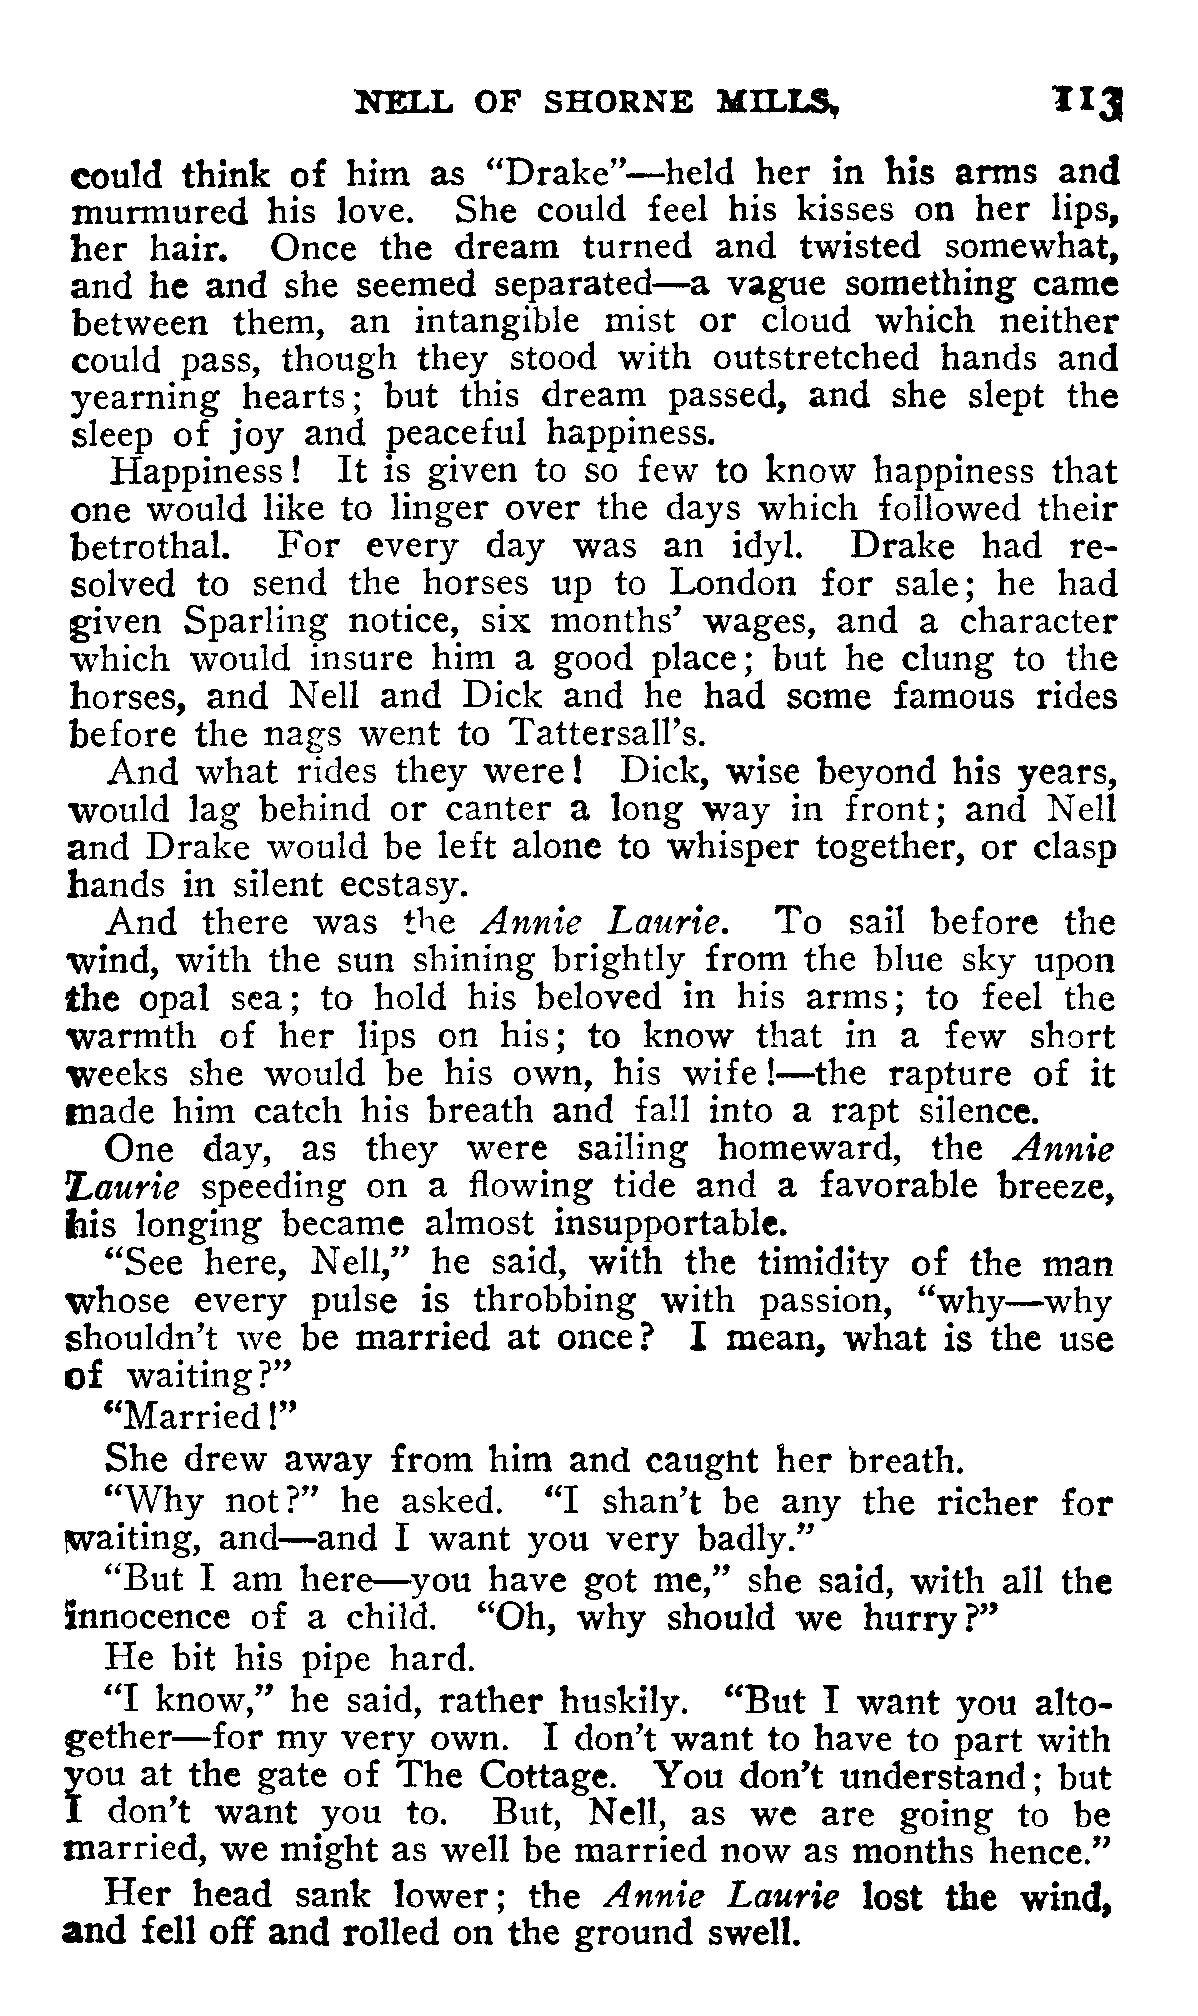 NELL OF SHORNE MILLS, 113
could think of him as "Drake"—held her in his arms and
murmured his love. She could feel his kisses on her lips,
her hair. Once the dream turned and twisted somewhat,
and he and she seemed separated—a vague something came
between them, an intangible mist or cloud which neither
could pass, though they stood with outstretched hands and
yearning hearts; but this dream passed, and she slept the
sleep of joy and peaceful happiness.
Happiness! It is given to so few to know happiness that
one would like to linger over the days which followed their
betrothal. For every day was an idyl. Drake had re-
solved to send the horses up to London for sale; he had
given Sparling notice, six months' wages, and a character
which would insure him a good place; but he clung to the
horses, and Nell and Dick and he had some famous rides
before the nags went to Tattersall's.
And what rides they were! Dick, wise beyond his years,
would lag behind or canter a long way in front; and Nell
and Drake would be left alone to whisper together, or clasp
hands in silent ecstasy.
And there was the Annie Laurie. To sail before the
wind, with the sun shining brightly from the blue sky upon
the opal sea; to hold his beloved in his arms; to feel the
warmth of her lips on his; to know that in a few short
weeks she would be his own, his wife!—the rapture of it
made him catch his breath and fall into a rapt silence.
One day, as they were sailing homeward, the Annie
Laurie speeding on a flowing tide and a favorable breeze,
his longing became almost insupportable.
"See here, Nell," he said, with the timidity of the man
whose every pulse is throbbing with passion, "why—why
shouldn't we be married at once? I mean, what is the use
of waiting?"
"Married!"
She drew away from him and caught her breath.
"Why not?" he asked. "I shan't be any the richer for
waiting, and—and I want you very badly."
"But I am here—you have got me," she said, with all the
innocence of a child. "Oh, why should we hurry?"
He bit his pipe hard.
"I know," he said, rather huskily. "But I want you alto-
gether—for my very own. I don't want to have to part with
you at the gate of The Cottage. You don't understand; but
I don't want you to. But, Nell, as we are going to be
married, we might as well be married now as months hence."
Her head sank lower; the Annie Laurie lost the wind,
and fell off and rolled on the ground swell.